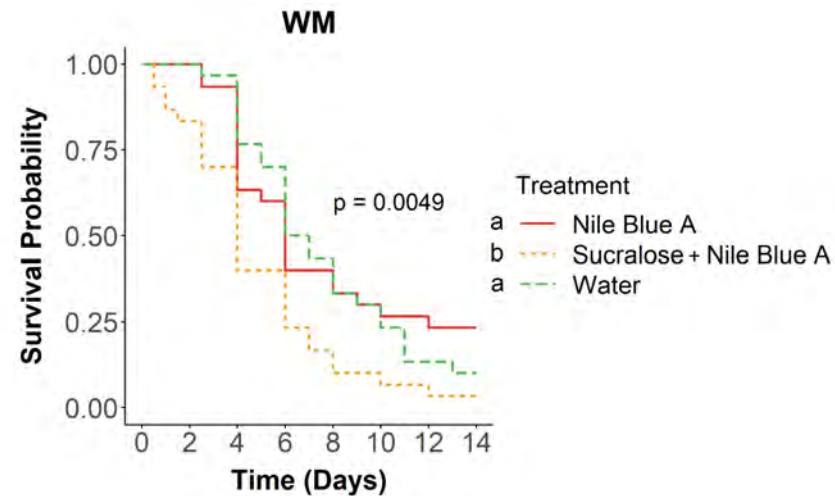 WM
Survival Probability
1.00
0.75
0.50
0.25
0.00
p = 0.0049
0 2 4 6 8 10 12 14
Time (Days)
Treatment
a Nile Blue A
b Sucralose + Nile Blue A
a Water